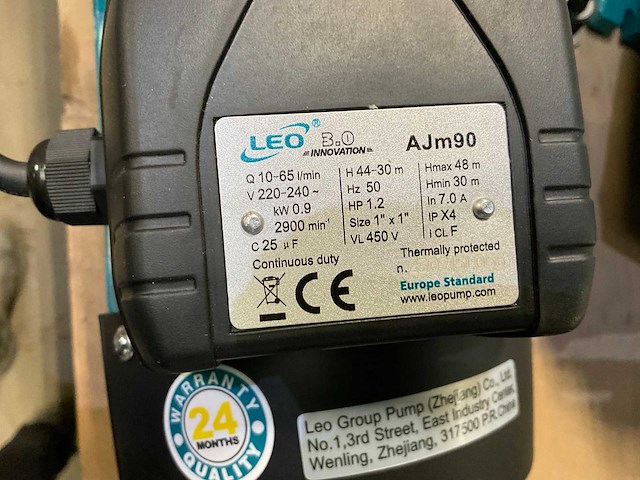 LEO® 3.0 INNOVATION AJm90
Q 10-65 l/min H 44-30 m Hmax 48 m
V 220-240 ~ Hz 50 Hmin 30 m
kW 0.9 HP 1.2 In 7.0 A
2900 min⁻¹ Size 1" x 1" IP X4
C 25 µF VL 450 V I CL F
Continuous duty Thermally protected
n.
CE Europe Standard
www.leopump.com
WARRANTY
24
MONTHS
QUALITY
Leo Group Pump (Zhejiang) Co., Ltd.
No.1,3rd Street, East Industry Center,
Wenling, Zhejiang, 317500 P.R.China